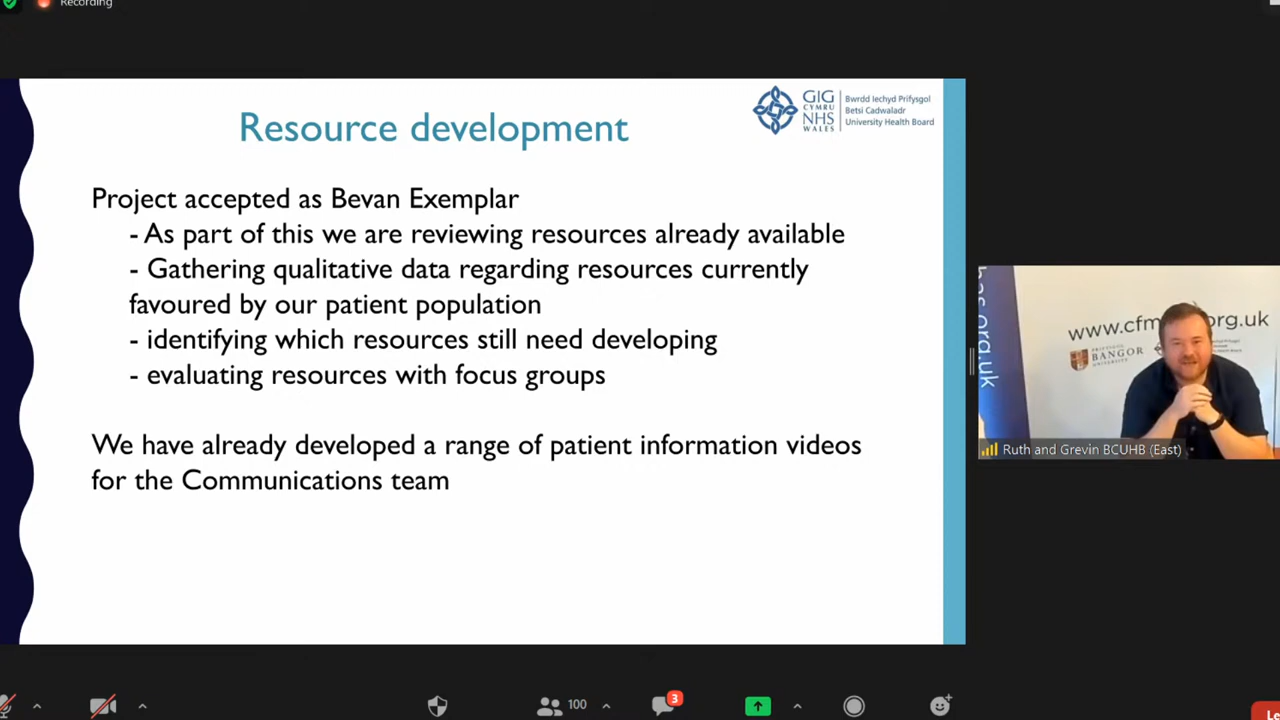 Recording
Resource development
GIG
CYMRU
NHS
WALES
Bwrdd Iechyd Prifysgol
Betsi Cadwaladr
University Health Board
Project accepted as Bevan Exemplar
- As part of this we are reviewing resources already available
- Gathering qualitative data regarding resources currently
favoured by our patient population
- identifying which resources still need developing
- evaluating resources with focus groups
We have already developed a range of patient information videos
for the Communications team
www.cfm
org.uk
BANGOR
UNIVERSITY
.org.uk
Ruth and Grevin BCUHB (East)
100
3